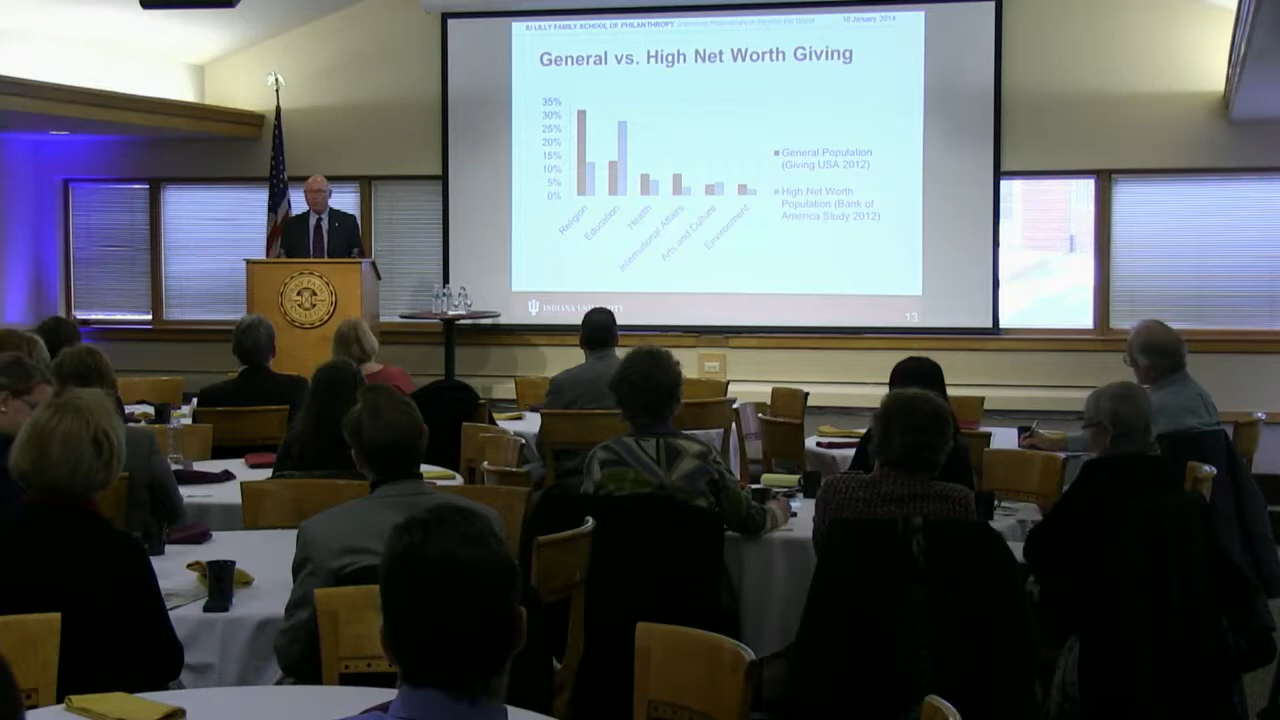 IU LILLY FAMILY SCHOOL OF PHILANTHROPY
10 January 2014
General vs. High Net Worth Giving
35%
30%
25%
20%
15%
10%
5%
0%
Religion
Education
Health
International Affairs
Arts and Culture
Environment
General Population
(Giving USA 2012)
High Net Worth
Population (Bank of
America Study 2012)
INDIANA UNIVERSITY
13